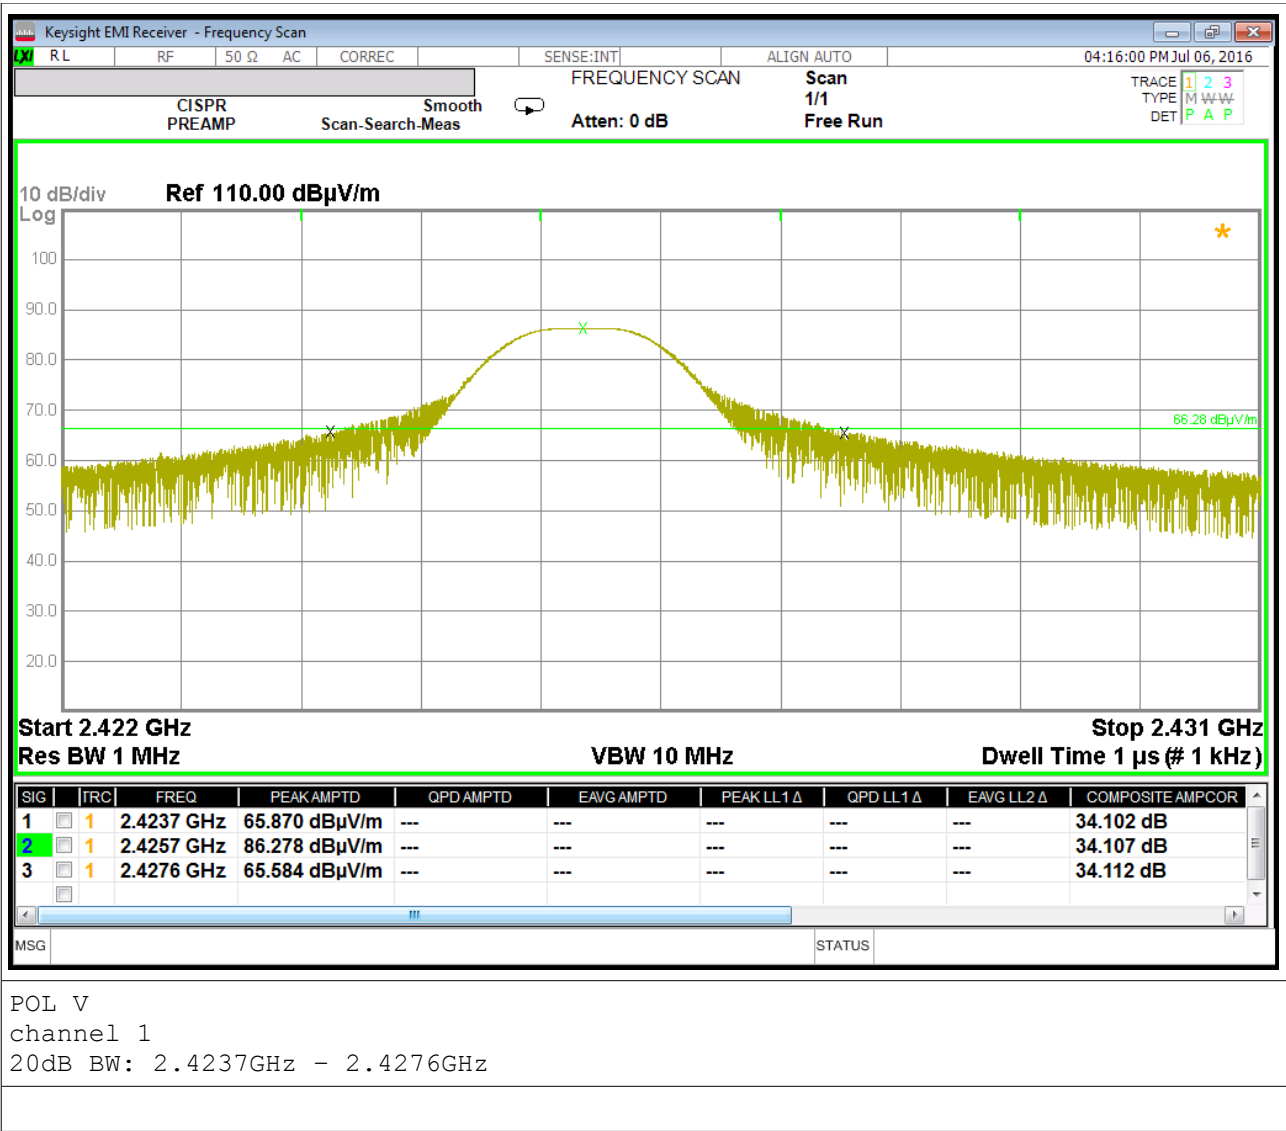 Keysight EMI Receiver - Frequency Scan
LXI RL RF 50 Ω AC CORREC SENSE:INT ALIGN AUTO 04:16:00 PM Jul 06, 2016
FREQUENCY SCAN Scan TRACE 1 2 3
CISPR Smooth 1/1 TYPE M W W
PREAMP Scan-Search-Meas Atten: 0 dB Free Run DET P A P
10 dB/div Ref 110.00 dBµV/m
Log
*
100
90.0
80.0
70.0
66.28 dBµV/m
60.0
50.0
40.0
30.0
20.0
Start 2.422 GHz Stop 2.431 GHz
Res BW 1 MHz VBW 10 MHz Dwell Time 1 µs (# 1 kHz)
SIG TRC FREQ PEAK AMPTD QPD AMPTD EAVG AMPTD PEAK LL1 Δ QPD LL1 Δ EAVG LL2 Δ COMPOSITE AMPCOR
1 1 2.4237 GHz 65.870 dBµV/m --- --- --- --- --- 34.102 dB
2 1 2.4257 GHz 86.278 dBµV/m --- --- --- --- --- 34.107 dB
3 1 2.4276 GHz 65.584 dBµV/m --- --- --- --- --- 34.112 dB
MSG STATUS
POL V
channel 1
20dB BW: 2.4237GHz – 2.4276GHz